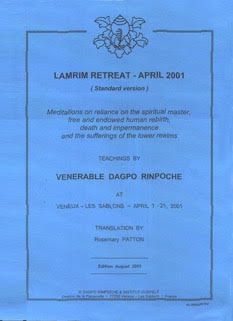 LAMRIM RETREAT - APRIL 2001
( Standard version )
Meditations on reliance on the spiritual master,
free and endowed human rebirth,
death and impermanence
and the sufferings of the lower realms
TEACHINGS BY
VENERABLE DAGPO RINPOCHE
AT
VENEUX - LES SABLONS - APRIL 1 - 21, 2001
TRANSLATION BY
Rosemary PATTON
Edition August 2001